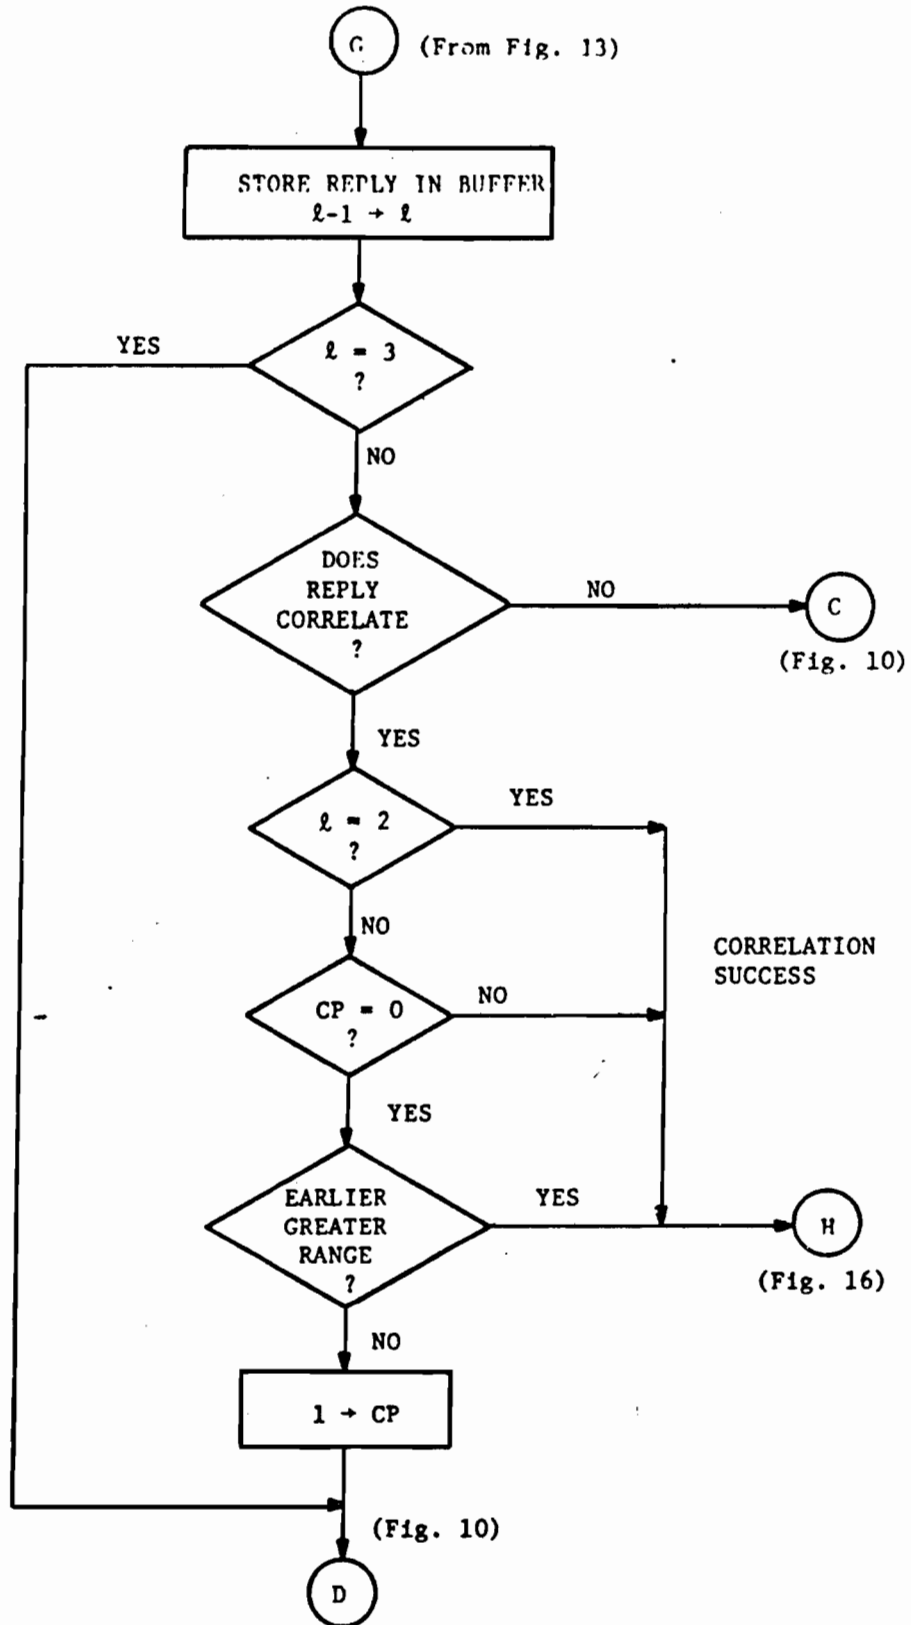 G (From Fig. 13)
STORE REPLY IN BUFFER
ℓ-1 → ℓ
YES
ℓ = 3
?
NO
DOES
REPLY
CORRELATE
?
NO
C
(Fig. 10)
YES
ℓ = 2
?
YES
NO
CORRELATION
SUCCESS
CP = 0
?
NO
YES
EARLIER
GREATER
RANGE
?
YES
H
(Fig. 16)
NO
1 → CP
(Fig. 10)
D